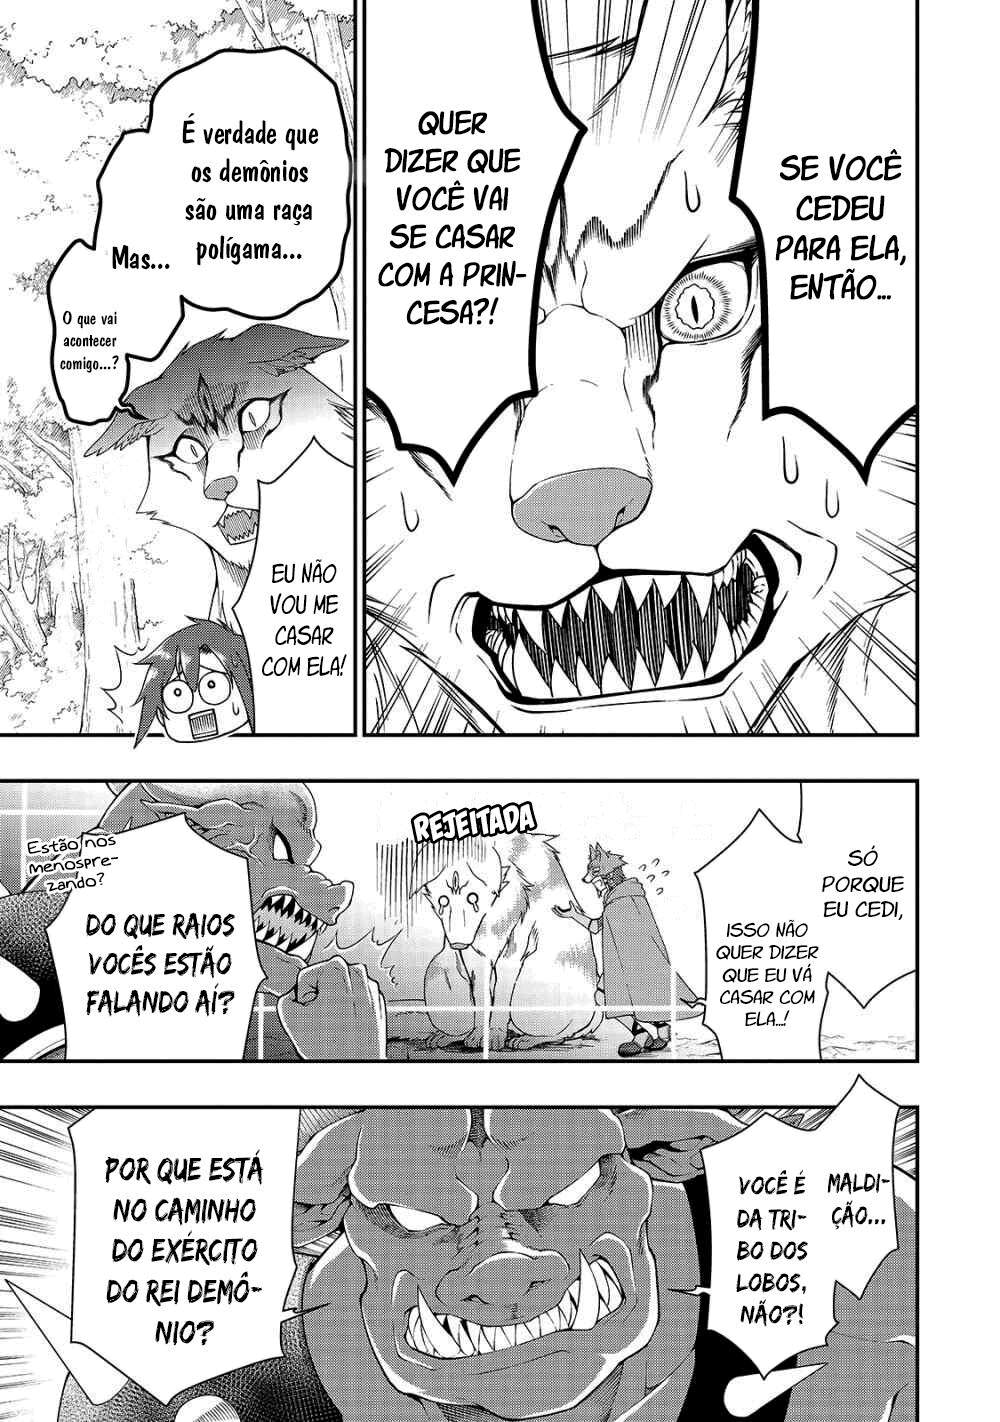 SE VOCÊ
CEDEU
PARA ELA,
ENTÃO...
QUER
DIZER QUE
VOCÊ VAI
SE CASAR
COM A PRIN-
CESA?!
É verdade que
os demônios
são uma raça
polígama...
Mas...
O que vai
acontecer
comigo...?
EU NÃO
VOU ME
CASAR
COM ELA!
SÓ
PORQUE
EU CEDI,
ISSO NÃO
QUER DIZER
QUE EU VÁ
CASAR COM
ELA...!
REJEITADA
Estão nos
menospre-
zando?
DO QUE RAIOS
VOCÊS ESTÃO
FALANDO AÍ?
MALDI-
ÇÃO...
VOCÊ É
DA TRI-
BO DOS
LOBOS,
NÃO?!
POR QUE ESTÁ
NO CAMINHO
DO EXÉRCITO
DO REI DEMÔ-
NIO?